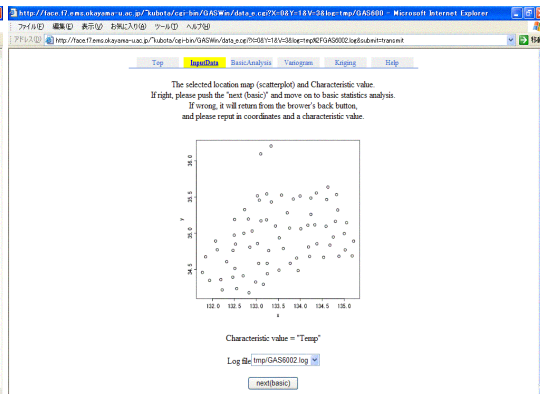 http://face.f7.ems.okayama-u.ac.jp/~kubota/cgi-bin/GASWin/data_e.cgi?X=0&Y=1&V=3&log=tmp/GAS600 - Microsoft Internet Explorer
ファイル(F) 編集(E) 表示(V) お気に入り(A) ツール(T) ヘルプ(H)
アドレス(D) http://face.f7.ems.okayama-u.ac.jp/~kubota/cgi-bin/GASWin/data_e.cgi?X=0&Y=1&V=3&log=tmp%2FGAS6002.log&submit=transmit 移動
Top InputData BasicAnalysis Variogram Kriging Help
The selected location map (scatterplot) and Characteristic value.
If right, please push the "next (basic)" and move on to basic statistics analysis.
If wrong, it will return from the brower's back button,
and please reput in coordinates and a characteristic value.
36.0
35.5
35.0
34.5
y
132.0 132.5 133.0 133.5 134.0 134.5 135.0
x
Characteristic value = "Temp"
Log file tmp/GAS6002.log
next(basic)